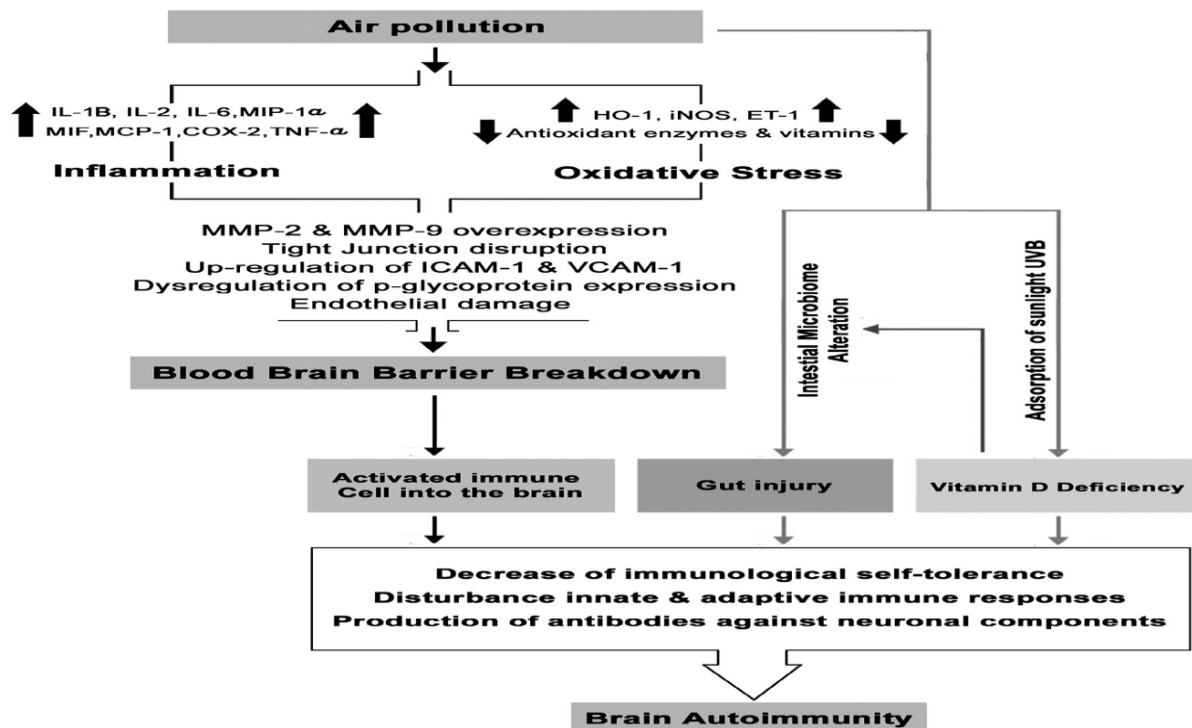 Air pollution
IL-1B, IL-2, IL-6,MIP-1α
MIF,MCP-1,COX-2,TNF-α
Inflammation
HO-1, iNOS, ET-1
Antioxidant enzymes & vitamins
Oxidative Stress
MMP-2 & MMP-9 overexpression
Tight Junction disruption
Up-regulation of ICAM-1 & VCAM-1
Dysregulation of p-glycoprotein expression
Endothelial damage
Blood Brain Barrier Breakdown
Intestial Microbiome
Alteration
Adsorption of sunlight UVB
Activated immune
Cell into the brain
Gut injury
Vitamin D Deficiency
Decrease of immunological self-tolerance
Disturbance innate & adaptive immune responses
Production of antibodies against neuronal components
Brain Autoimmunity